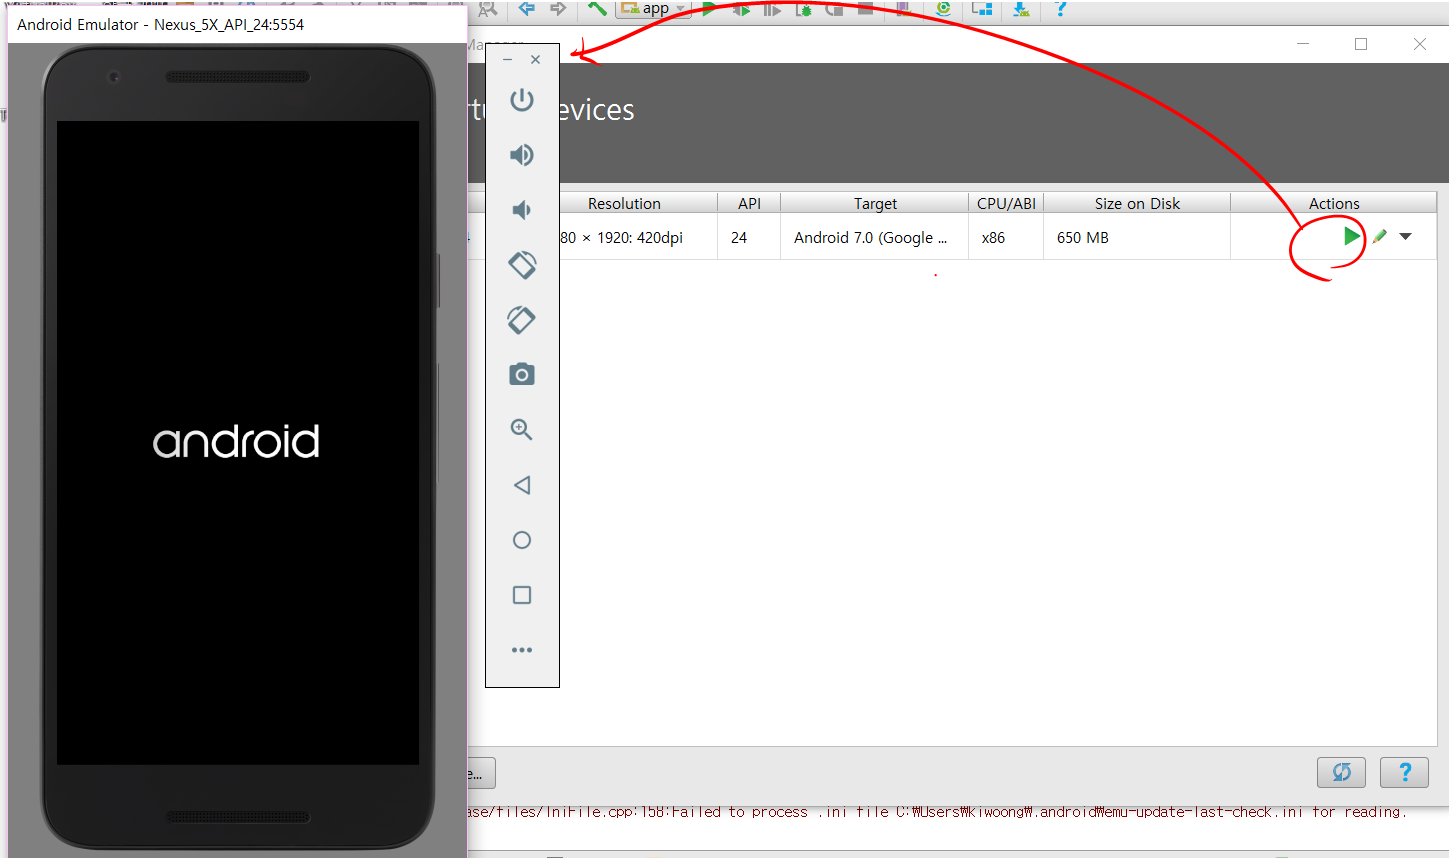 Android Emulator - Nexus_5X_API_24:5554
app
Resolution API Target CPU/ABI Size on Disk Actions
80 × 1920: 420dpi 24 Android 7.0 (Google ... x86 650 MB
android
e...
?
ase/files/IniFile.cpp:158:Failed to process .ini file C:₩Users₩kiwoong₩.android₩emu-update-last-check.ini for reading.